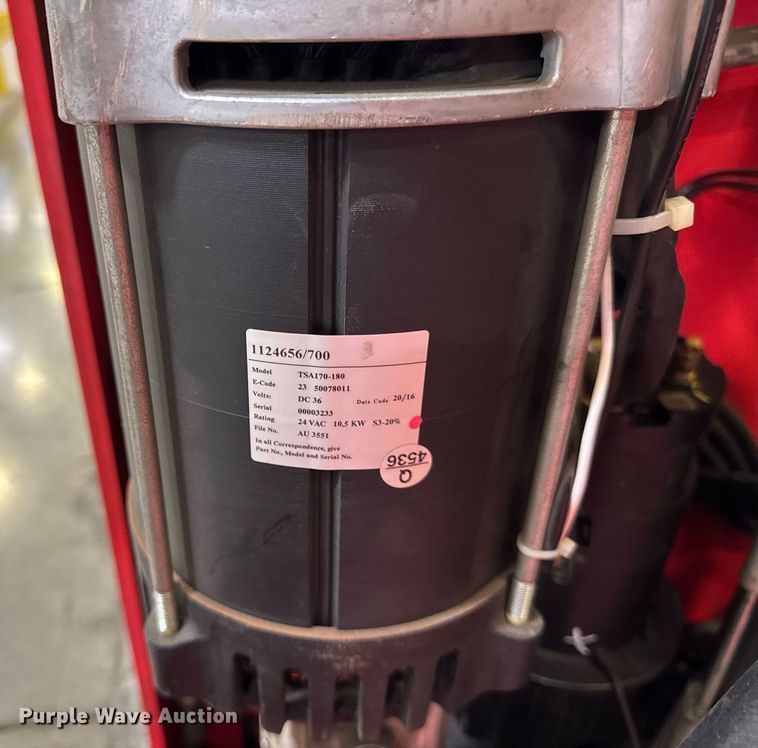 1124656/700
Model TSA170-180
E-Code 23 50078011
Volts: DC 36 Date Code 20/16
Serial 00003233
Rating 24 VAC 10,5 KW S3-20%
File No. AU 3551
In all Correspondence, give
Part No., Model and Serial No.
Q
4536
Purple Wave Auction